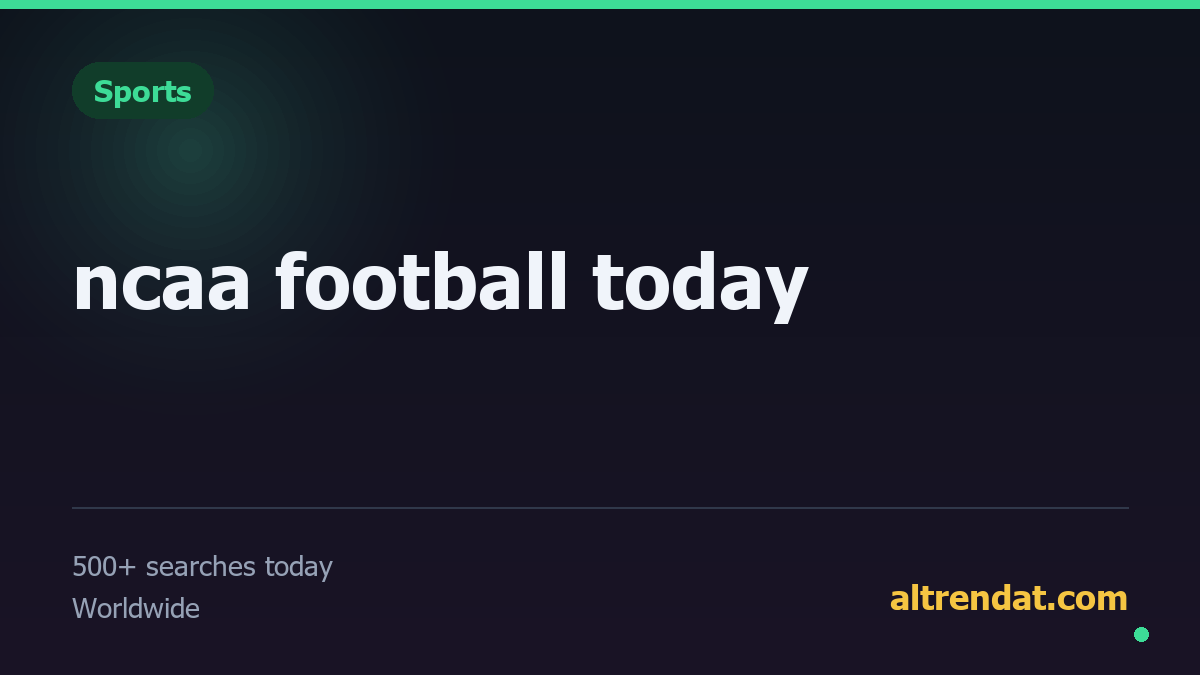 Sports
ncaa football today
500+ searches today
Worldwide
altrendat.com